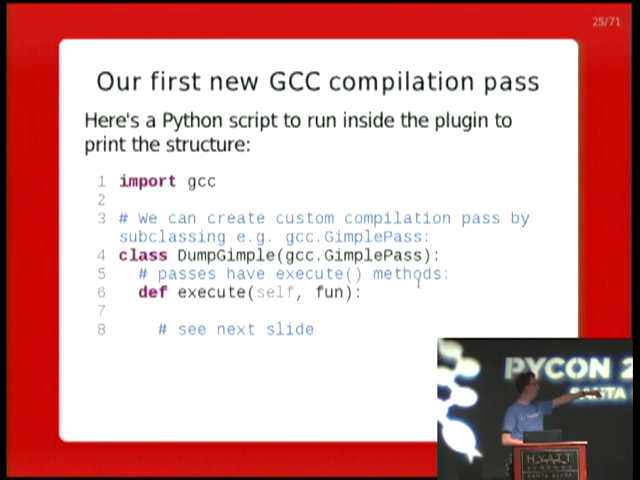 25/71
Our first new GCC compilation pass
Here's a Python script to run inside the plugin to
print the structure:
1 import gcc
2
3 # We can create custom compilation pass by
subclassing e.g. gcc.GimplePass:
4 class DumpGimple(gcc.GimplePass):
5 # passes have execute() methods:
6 def execute(self, fun):
7
8 # see next slide
PYCON 2
SANTA
HYATT